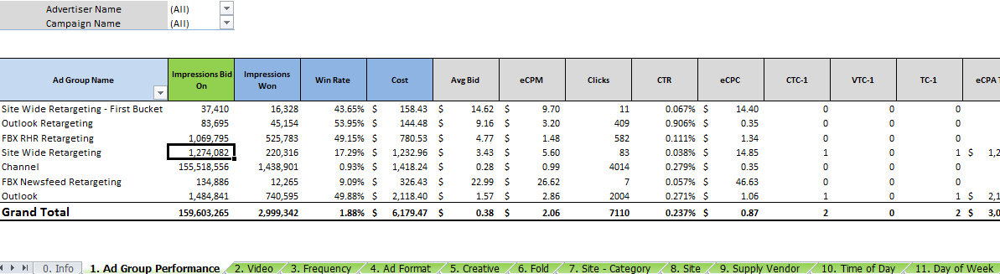 Advertiser Name (All)
Campaign Name (All)
Ad Group Name Impressions Bid On Impressions Won Win Rate Cost Avg Bid eCPM Clicks CTR eCPC CTC-1 VTC-1 TC-1 eCPA T
Site Wide Retargeting - First Bucket 37,410 16,328 43.65% $ 158.43 $ 14.62 $ 9.70 11 0.067% $ 14.40 0 0 0
Outlook Retargeting 83,695 45,154 53.95% $ 144.48 $ 9.16 $ 3.20 409 0.906% $ 0.35 0 0 0
FBX RHR Retargeting 1,069,795 525,783 49.15% $ 780.53 $ 4.77 $ 1.48 582 0.111% $ 1.34 0 0 0
Site Wide Retargeting 1,274,082 220,316 17.29% $ 1,232.96 $ 3.43 $ 5.60 83 0.038% $ 14.85 1 0 1 $ 1,2
Channel 155,518,556 1,438,901 0.93% $ 1,418.24 $ 0.28 $ 0.99 4014 0.279% $ 0.35 0 0 0
FBX Newsfeed Retargeting 134,886 12,265 9.09% $ 326.43 $ 22.99 $ 26.62 7 0.057% $ 46.63 0 0 0
Outlook 1,484,841 740,595 49.88% $ 2,118.40 $ 1.57 $ 2.86 2004 0.271% $ 1.06 1 0 1 $ 2,1
Grand Total 159,603,265 2,999,342 1.88% $ 6,179.47 $ 0.38 $ 2.06 7110 0.237% $ 0.87 2 0 2 $ 3,0
0. Info 1. Ad Group Performance 2. Video 3. Frequency 4. Ad Format 5. Creative 6. Fold 7. Site - Category 8. Site 9. Supply Vendor 10. Time of Day 11. Day of Week